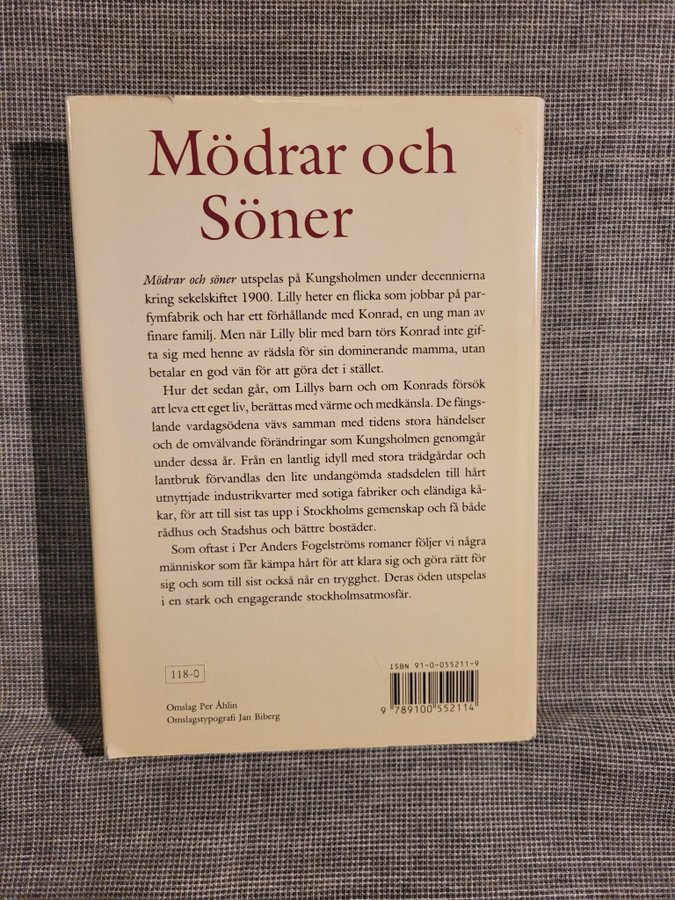 Mödrar och
Söner
Mödrar och söner utspelas på Kungsholmen under decennierna
kring sekelskiftet 1900. Lilly heter en flicka som jobbar på par-
fymfabrik och har ett förhållande med Konrad, en ung man av
finare familj. Men när Lilly blir med barn törs Konrad inte gif-
ta sig med henne av rädsla för sin dominerande mamma, utan
betalar en god vän för att göra det i stället.
Hur det sedan går, om Lillys barn och om Konrads försök
att leva ett eget liv, berättas med värme och medkänsla. De fängs-
lande vardagsödena vävs samman med tidens stora händelser
och de omvälvande förändringar som Kungsholmen genomgår
under dessa år. Från en lantlig idyll med stora trädgårdar och
lantbruk förvandlas den lite undangömda stadsdelen till hårt
utnyttjade industrikvarter med sotiga fabriker och eländiga kå-
kar, för att till sist tas upp i Stockholms gemenskap och få både
rådhus och Stadshus och bättre bostäder.
Som oftast i Per Anders Fogelströms romaner följer vi några
människor som får kämpa hårt för att klara sig och göra rätt för
sig och som till sist också når en trygghet. Deras öden utspelas
i en stark och engagerande stockholmsatmosfär.
118-0
Omslag Per Åhlin
Omslagstypografi Jan Biberg
ISBN 91-0-055211-9
9 789100 552114